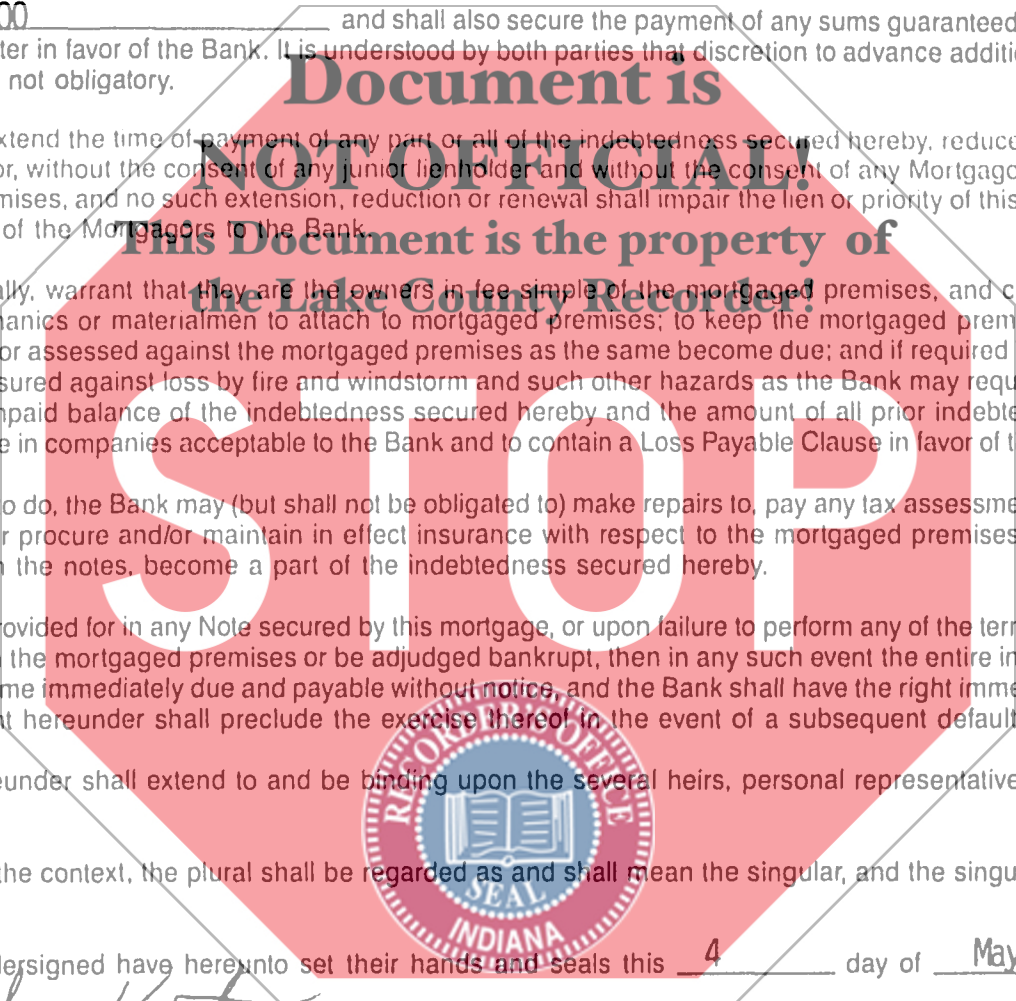 00 and shall also secure the payment of any sums guaranteed
ter in favor of the Bank. It is understood by both parties that discretion to advance additi
not obligatory.
Document is
xtend the time of payment of any part or all of the indebtedness secured hereby, reduce
NOT OFFICIAL!
or, without the consent of any junior lienholder and without the consent of any Mortgago
mises, and no such extension, reduction or renewal shall impair the lien or priority of this
of the Mortgagors to the Bank.
This Document is the property of
the Lake County Recorder!
ally, warrant that they are the owners in fee simple of the mortgaged premises, and c
hanics or materialmen to attach to mortgaged premises; to keep the mortgaged prem
or assessed against the mortgaged premises as the same become due; and if required
sured against loss by fire and windstorm and such other hazards as the Bank may requ
npaid balance of the indebtedness secured hereby and the amount of all prior indebte
e in companies acceptable to the Bank and to contain a Loss Payable Clause in favor of t
STOP
o do, the Bank may (but shall not be obligated to) make repairs to, pay any tax assessme
r procure and/or maintain in effect insurance with respect to the mortgaged premises
n the notes, become a part of the indebtedness secured hereby.
ovided for in any Note secured by this mortgage, or upon failure to perform any of the terr
n the mortgaged premises or be adjudged bankrupt, then in any such event the entire in
me immediately due and payable without notice, and the Bank shall have the right imme
nt hereunder shall preclude the exercise thereof in the event of a subsequent default
eunder shall extend to and be binding upon the several heirs, personal representative
RECORDER'S OFFICE
SEAL
INDIANA
the context, the plural shall be regarded as and shall mean the singular, and the singu
dersigned have hereunto set their hands and seals this 4 day of May